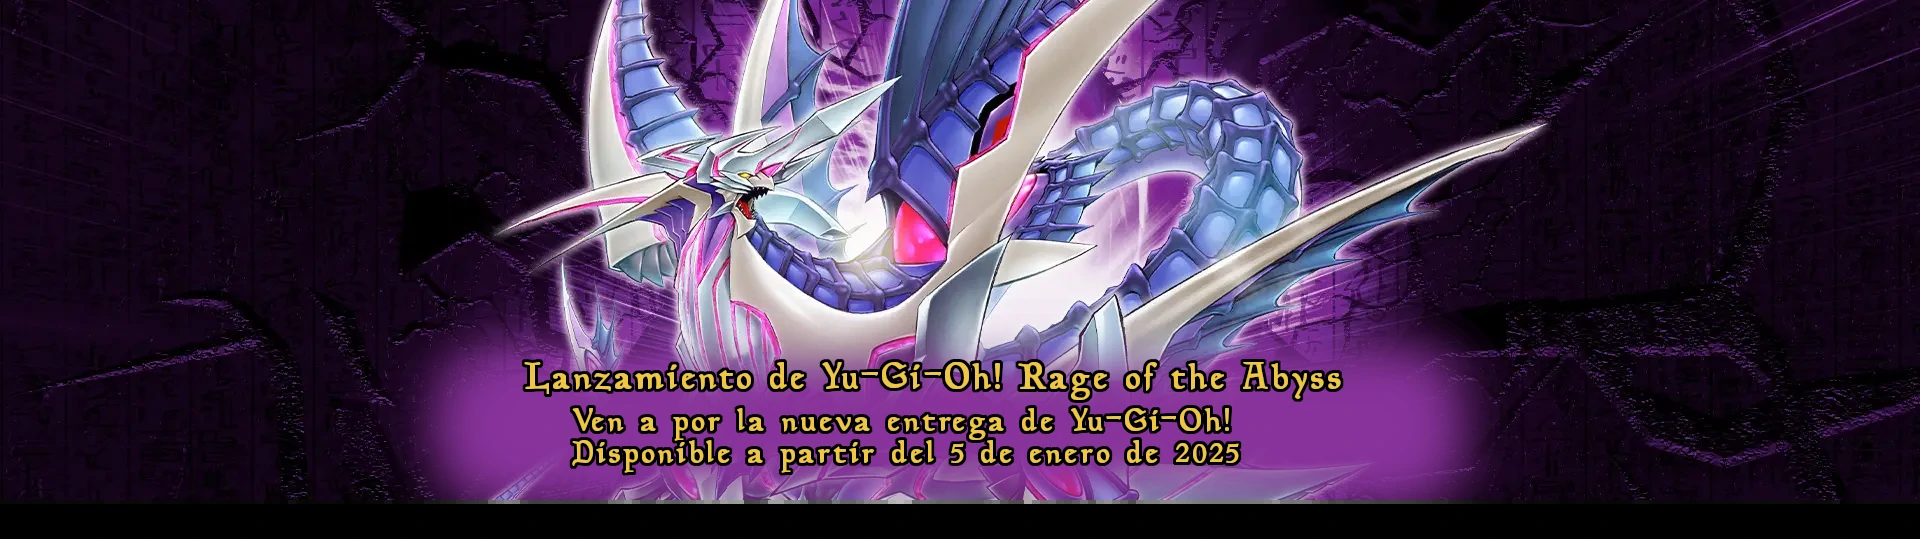 Lanzamiento de Yu-Gi-Oh! Rage of the Abyss
Ven a por la nueva entrega de Yu-Gi-Oh!
Disponible a partir del 5 de enero de 2025